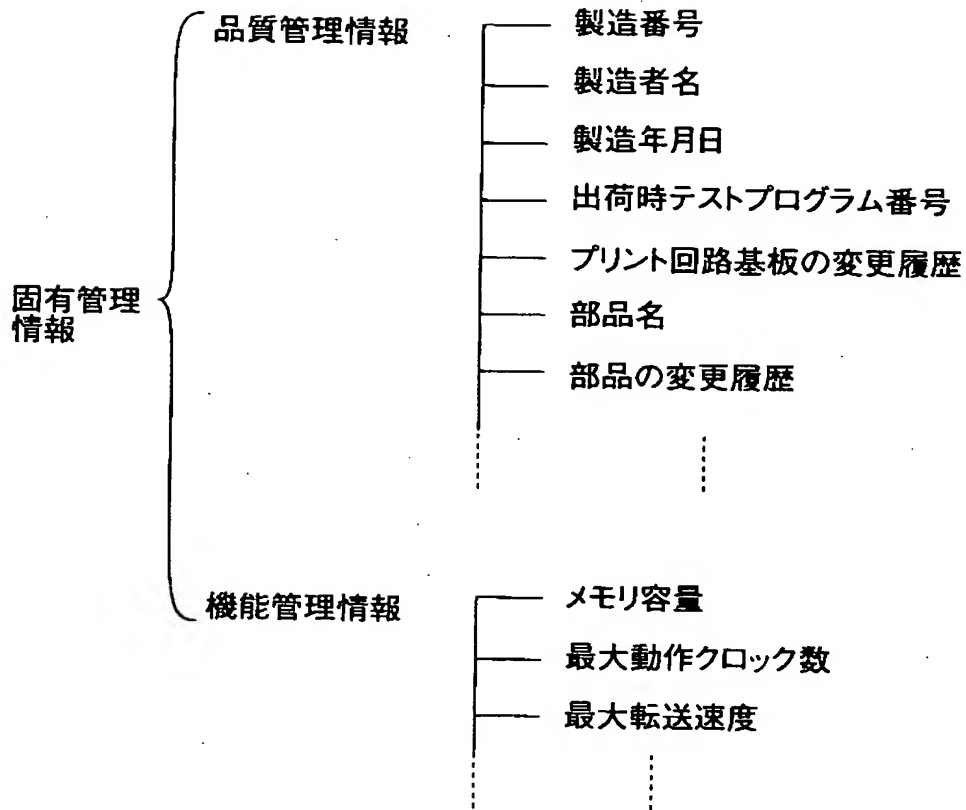 品質管理情報
製造番号
製造者名
製造年月日
出荷時テストプログラム番号
プリント回路基板の変更履歴
部品名
部品の変更履歴
固有管理
情報
機能管理情報
メモリ容量
最大動作クロック数
最大転送速度